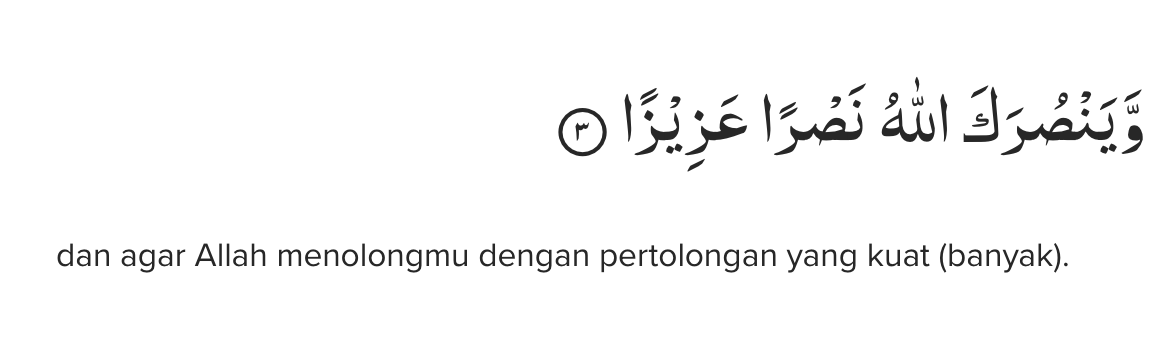 وَّيَنْصُرَكَ اللّٰهُ نَصْرًا عَزِيْزًا ٣
dan agar Allah menolongmu dengan pertolongan yang kuat (banyak).